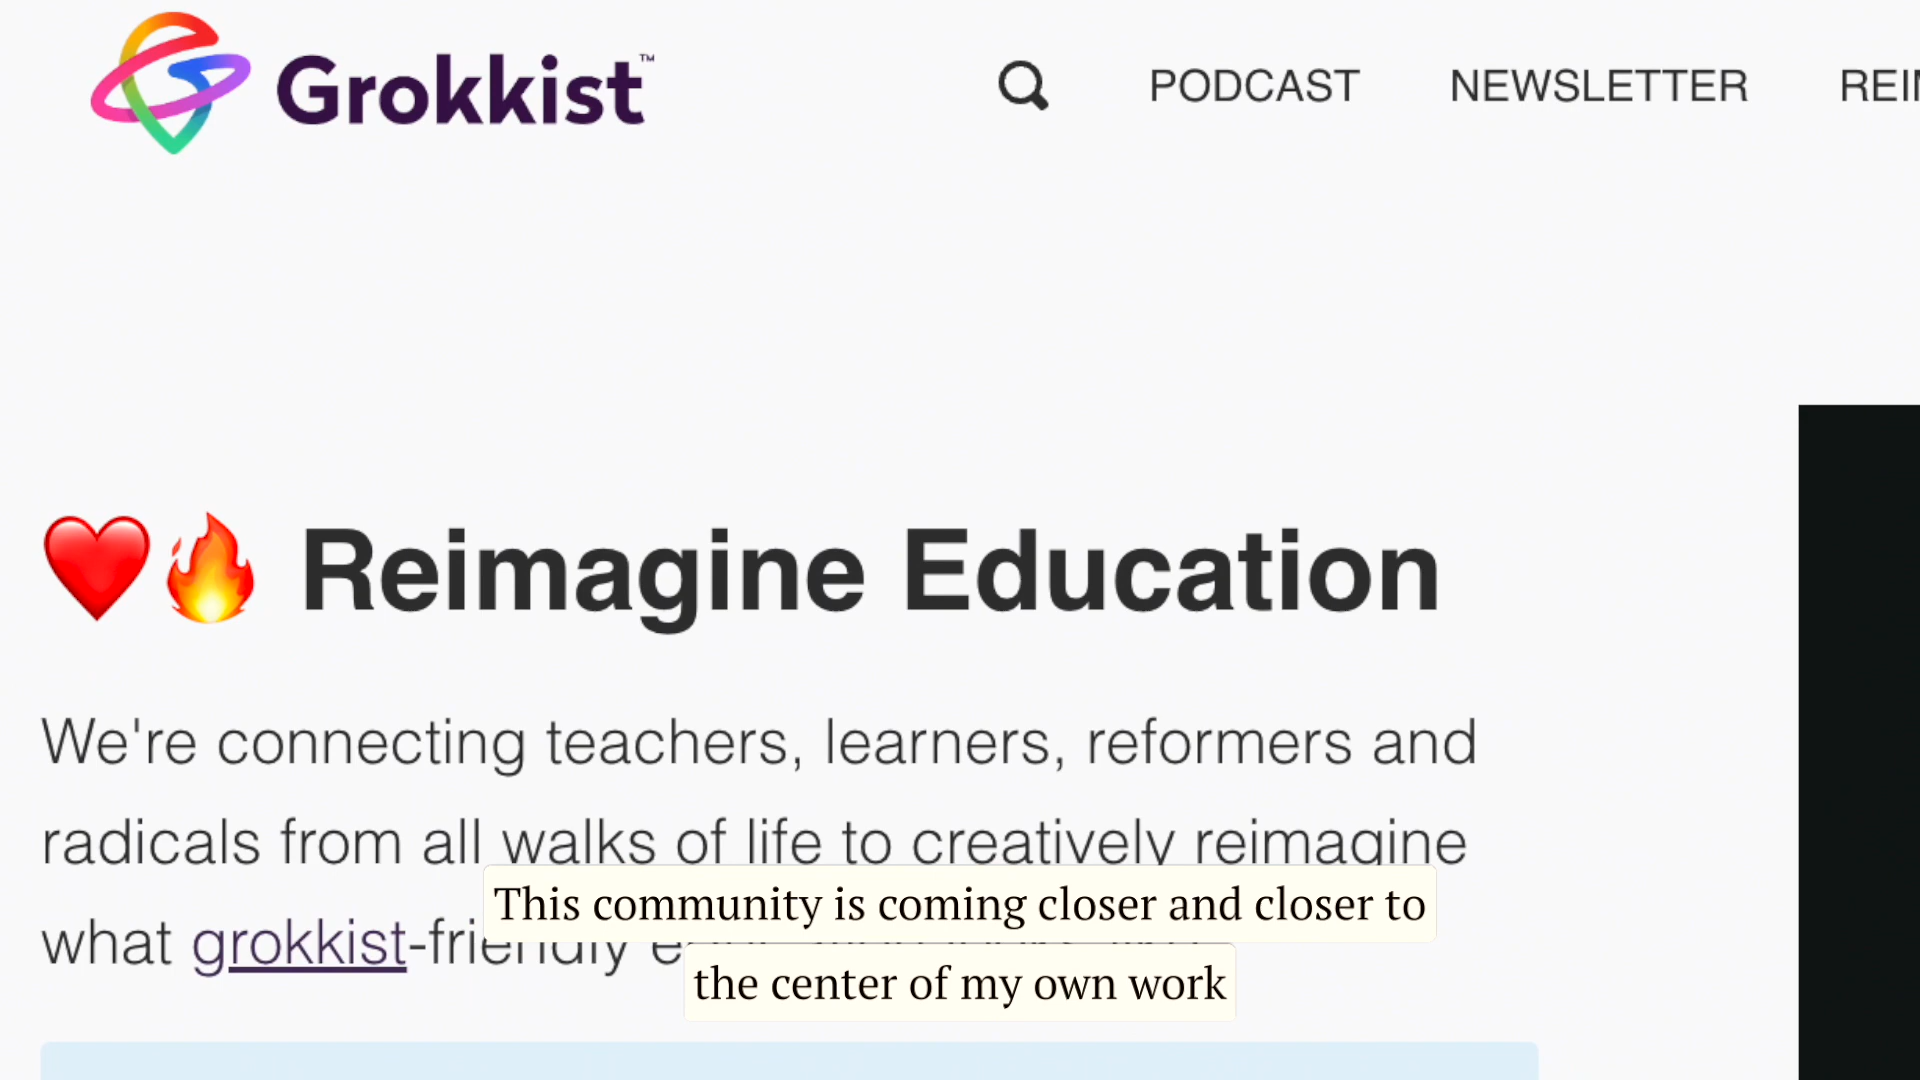 Grokkist™
PODCAST NEWSLETTER
Reimagine Education
We're connecting teachers, learners, reformers and
radicals from all walks of life to creatively reimagine
what grokkist-friendly
This community is coming closer and closer to
the center of my own work